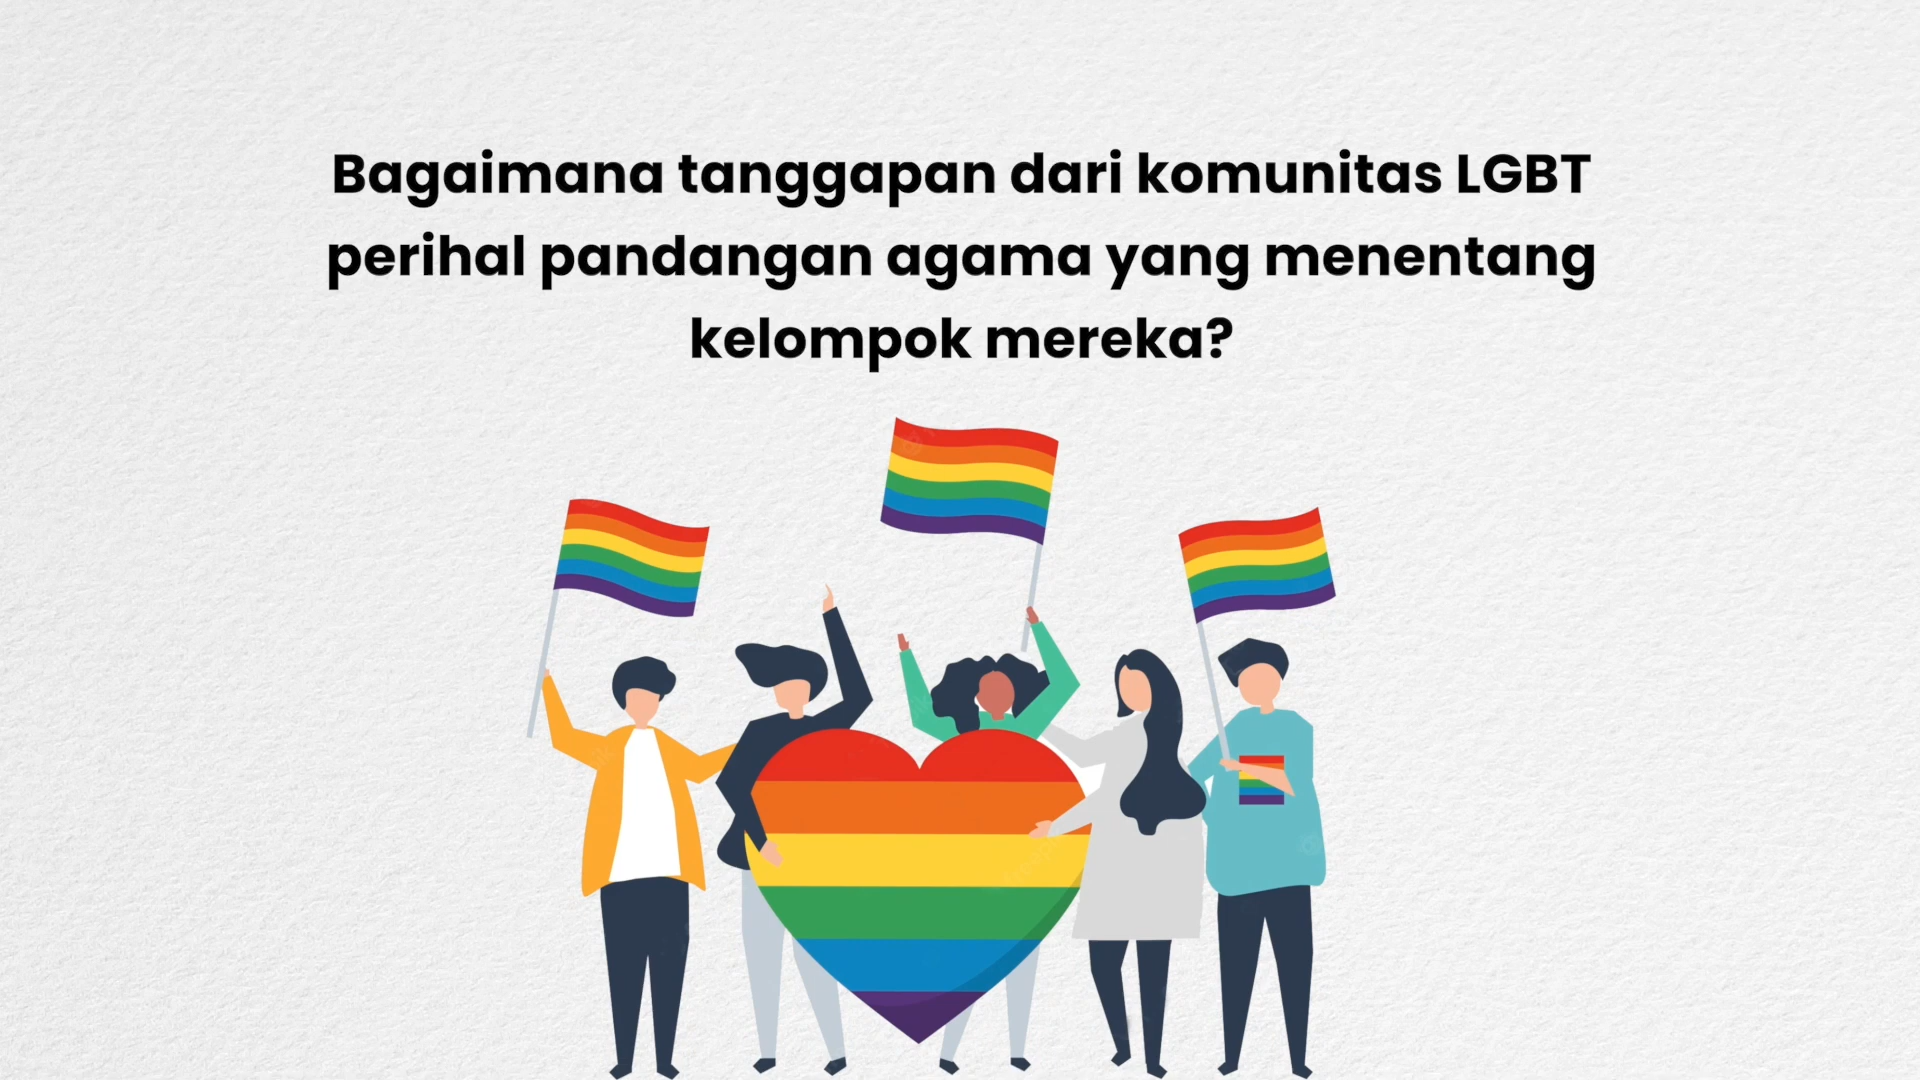 Bagaimana tanggapan dari komunitas LGBT
perihal pandangan agama yang menentang
kelompok mereka?